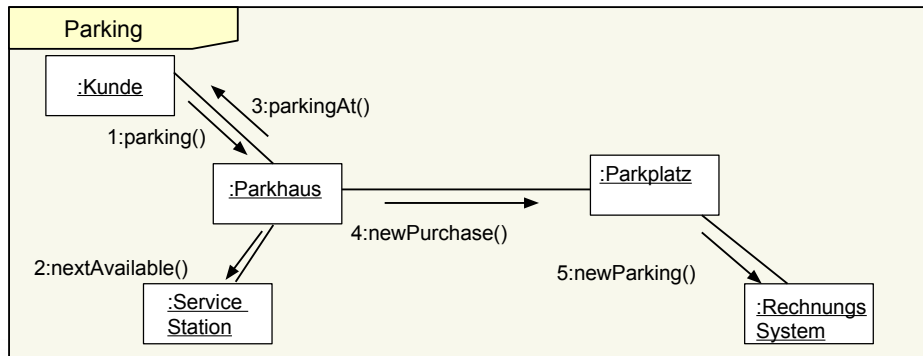 Parking
:Kunde
3:parkingAt()
1:parking()
:Parkhaus
:Parkplatz
4:newPurchase()
2:nextAvailable()
5:newParking()
:Service
Station
:Rechnungs
System